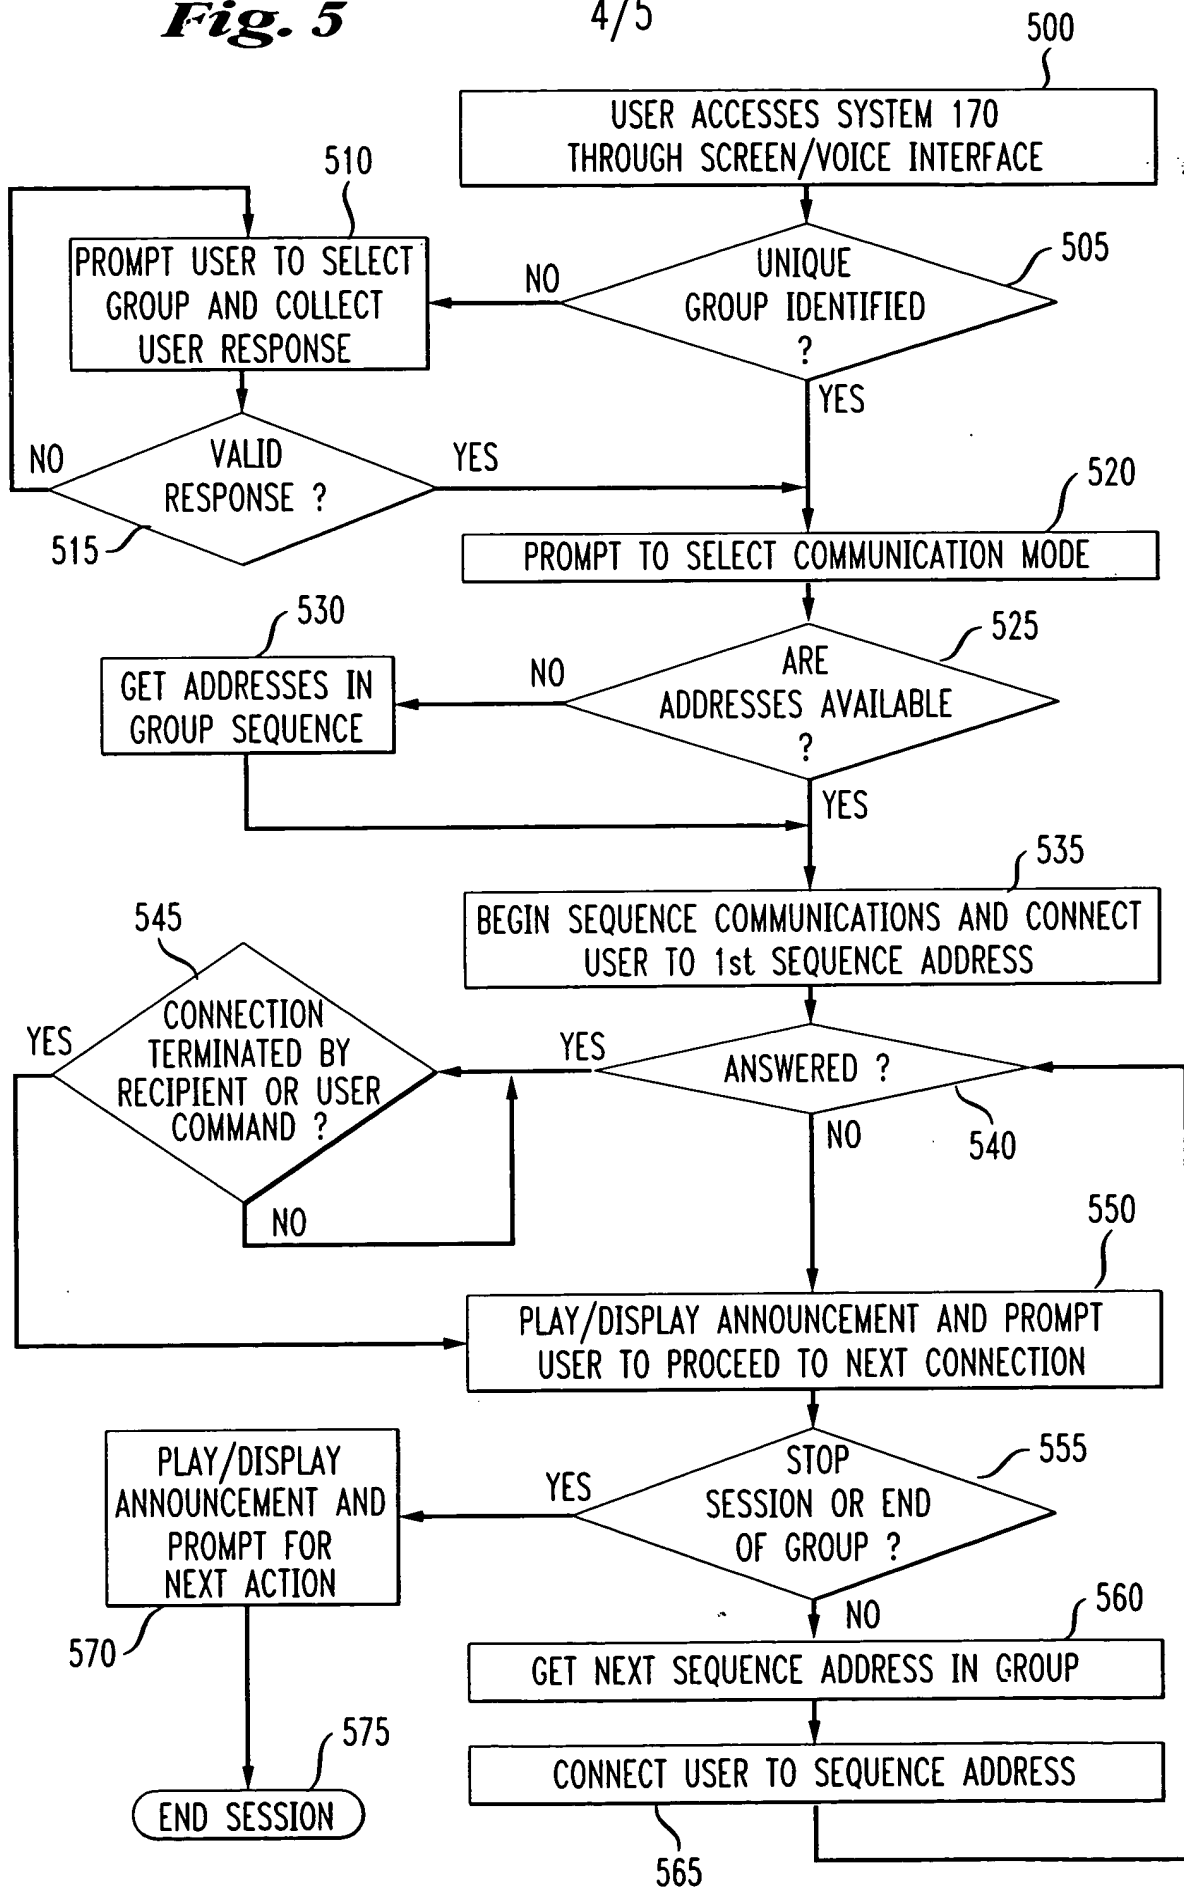 Fig. 5
4/5
500
USER ACCESSES SYSTEM 170
THROUGH SCREEN/VOICE INTERFACE
510
PROMPT USER TO SELECT
GROUP AND COLLECT
USER RESPONSE
NO
UNIQUE
GROUP IDENTIFIED
?
505
YES
NO
VALID
RESPONSE ?
YES
515
520
PROMPT TO SELECT COMMUNICATION MODE
530
GET ADDRESSES IN
GROUP SEQUENCE
NO
ARE
ADDRESSES AVAILABLE
?
525
YES
535
BEGIN SEQUENCE COMMUNICATIONS AND CONNECT
USER TO 1st SEQUENCE ADDRESS
545
YES
CONNECTION
TERMINATED BY
RECIPIENT OR USER
COMMAND ?
NO
YES
ANSWERED ?
540
NO
550
PLAY/DISPLAY ANNOUNCEMENT AND PROMPT
USER TO PROCEED TO NEXT CONNECTION
PLAY/DISPLAY
ANNOUNCEMENT AND
PROMPT FOR
NEXT ACTION
570
YES
STOP
SESSION OR END
OF GROUP ?
555
NO
560
GET NEXT SEQUENCE ADDRESS IN GROUP
575
END SESSION
CONNECT USER TO SEQUENCE ADDRESS
565